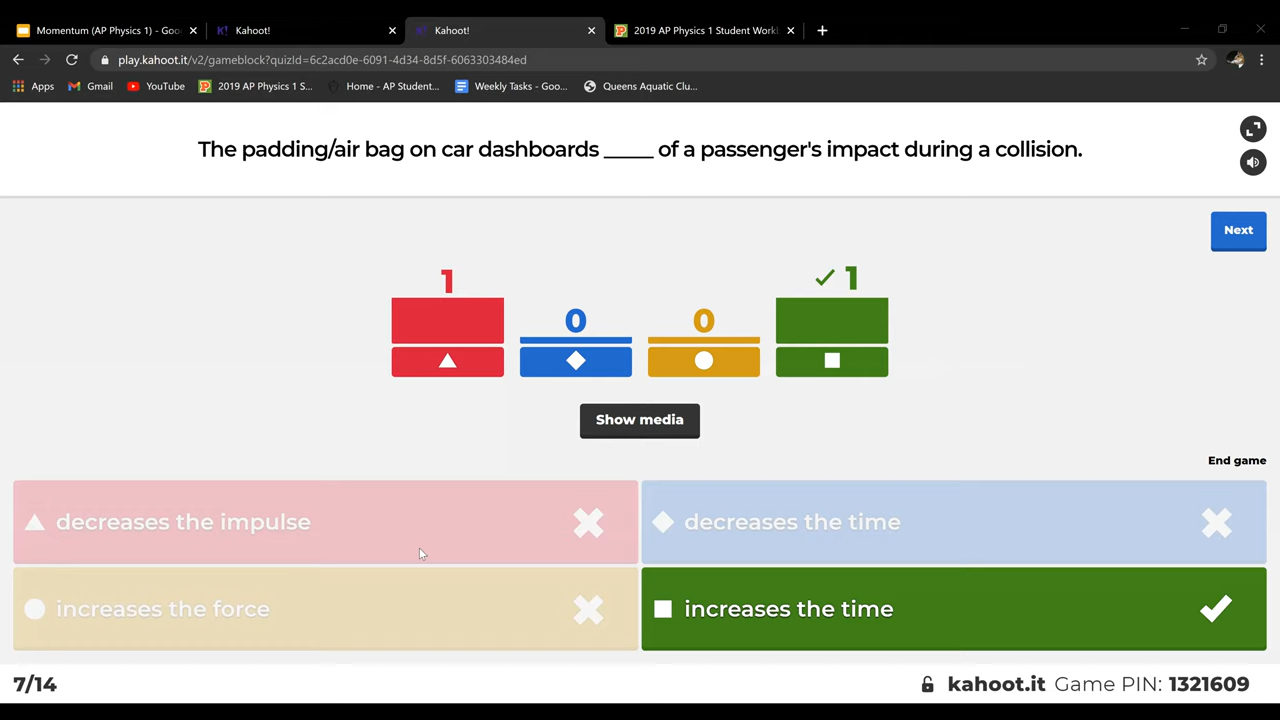 Momentum (AP Physics 1) - Goo
Kahoot!
Kahoot!
2019 AP Physics 1 Student Workb
play.kahoot.it/v2/gameblock?quizId=6c2acd0e-6091-4d34-8d5f-6063303484ed
Apps
Gmail
YouTube
2019 AP Physics 1 S...
Home - AP Student...
Weekly Tasks - Goo...
Queens Aquatic Clu...
The padding/air bag on car dashboards _____ of a passenger's impact during a collision.
Next
1
0
0
1
Show media
End game
decreases the impulse
decreases the time
increases the force
increases the time
7/14
kahoot.it Game PIN: 1321609